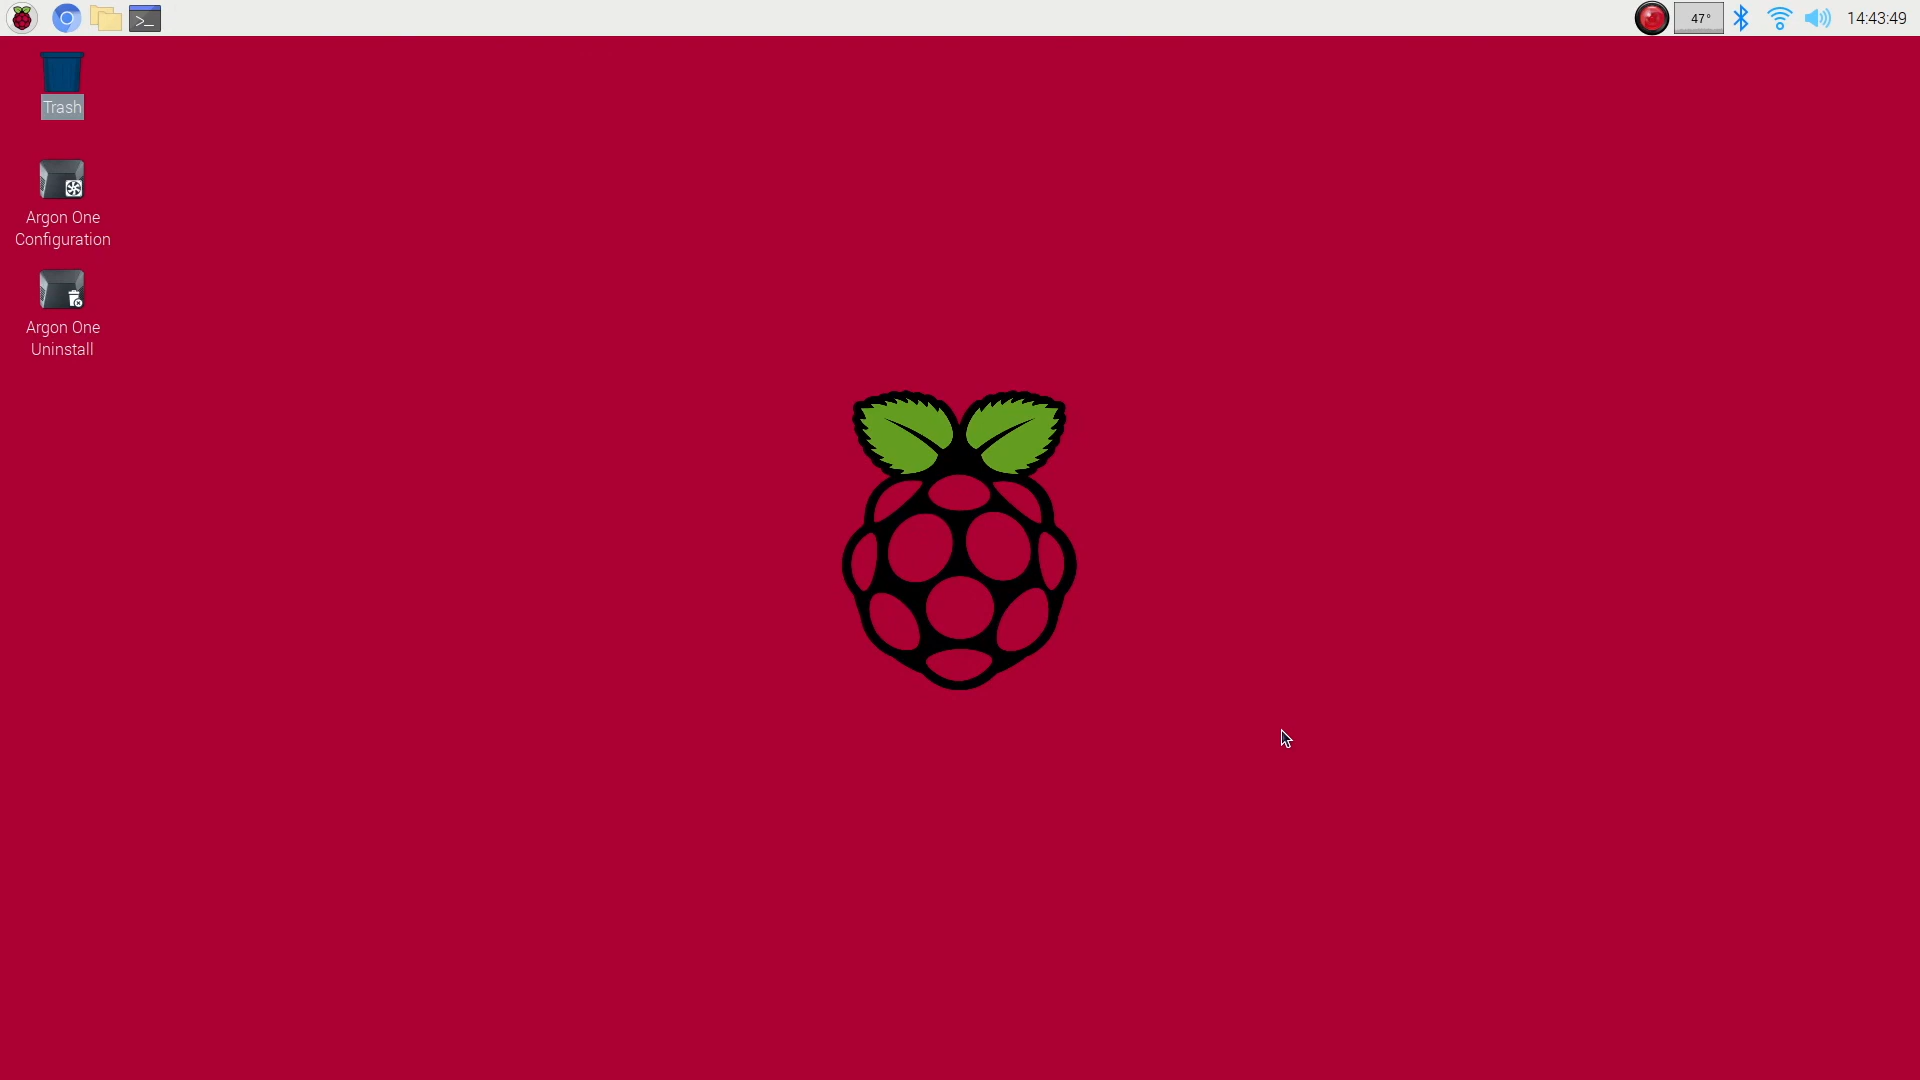 47°
14:43:49
Trash
Argon One
Configuration
Argon One
Uninstall